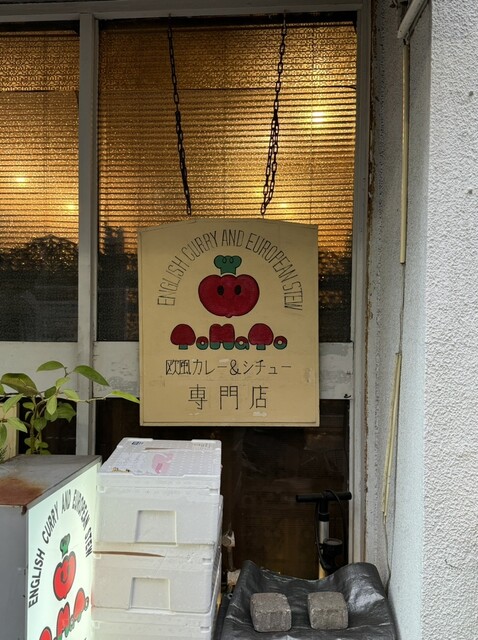 ENGLISH CURRY AND EUROPEAN STEW
ToMaTo
欧風カレー&シチュー
専門店
ENGLISH CURRY AND EUROPEAN STEW
ToMaTo